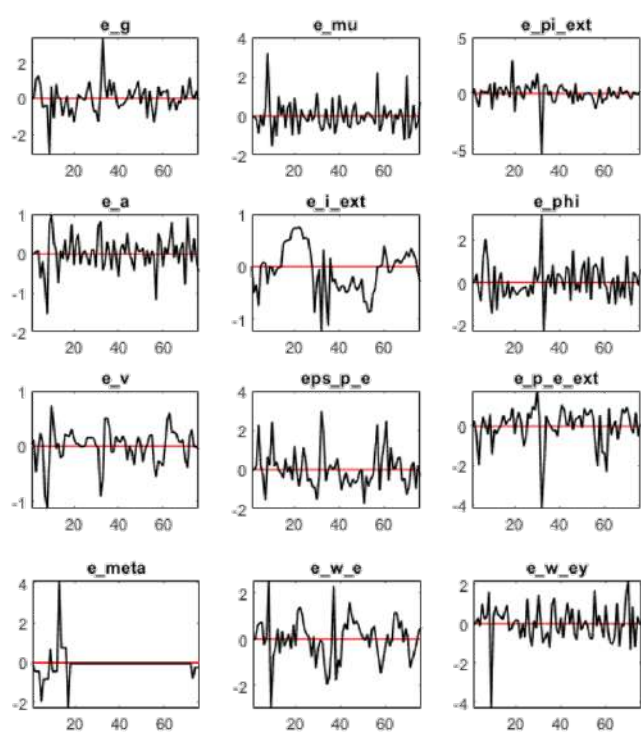 e_g e_mu e_pi_ext
2 0 -2
4 2 0 -2
5 0 -5
20 40 60 20 40 60 20 40 60
e_a e_i_ext e_phi
1 0 -1 -2
1 0 -1
2 0 -2
20 40 60 20 40 60 20 40 60
e_v eps_p_e e_p_e_ext
1 0 -1
4 2 0 -2
0 -2 -4
20 40 60 20 40 60 20 40 60
e_meta e_w_e e_w_ey
4 2 0 -2
2 0 -2
2 0 -2 -4
20 40 60 20 40 60 20 40 60